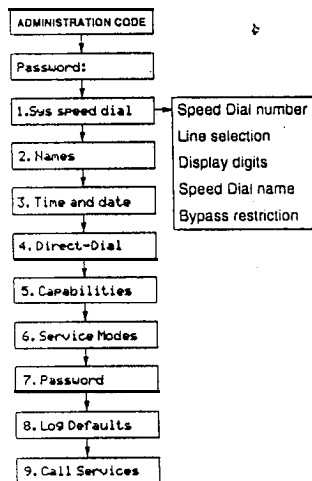 ADMINISTRATION CODE
Password:
1.Sys speed dial
Speed Dial number
Line selection
Display digits
Speed Dial name
Bypass restriction
2. Names
3. Time and date
4. Direct-Dial
5. Capabilities
6. Service Modes
7. Password
8. Log Defaults
9. Call Services